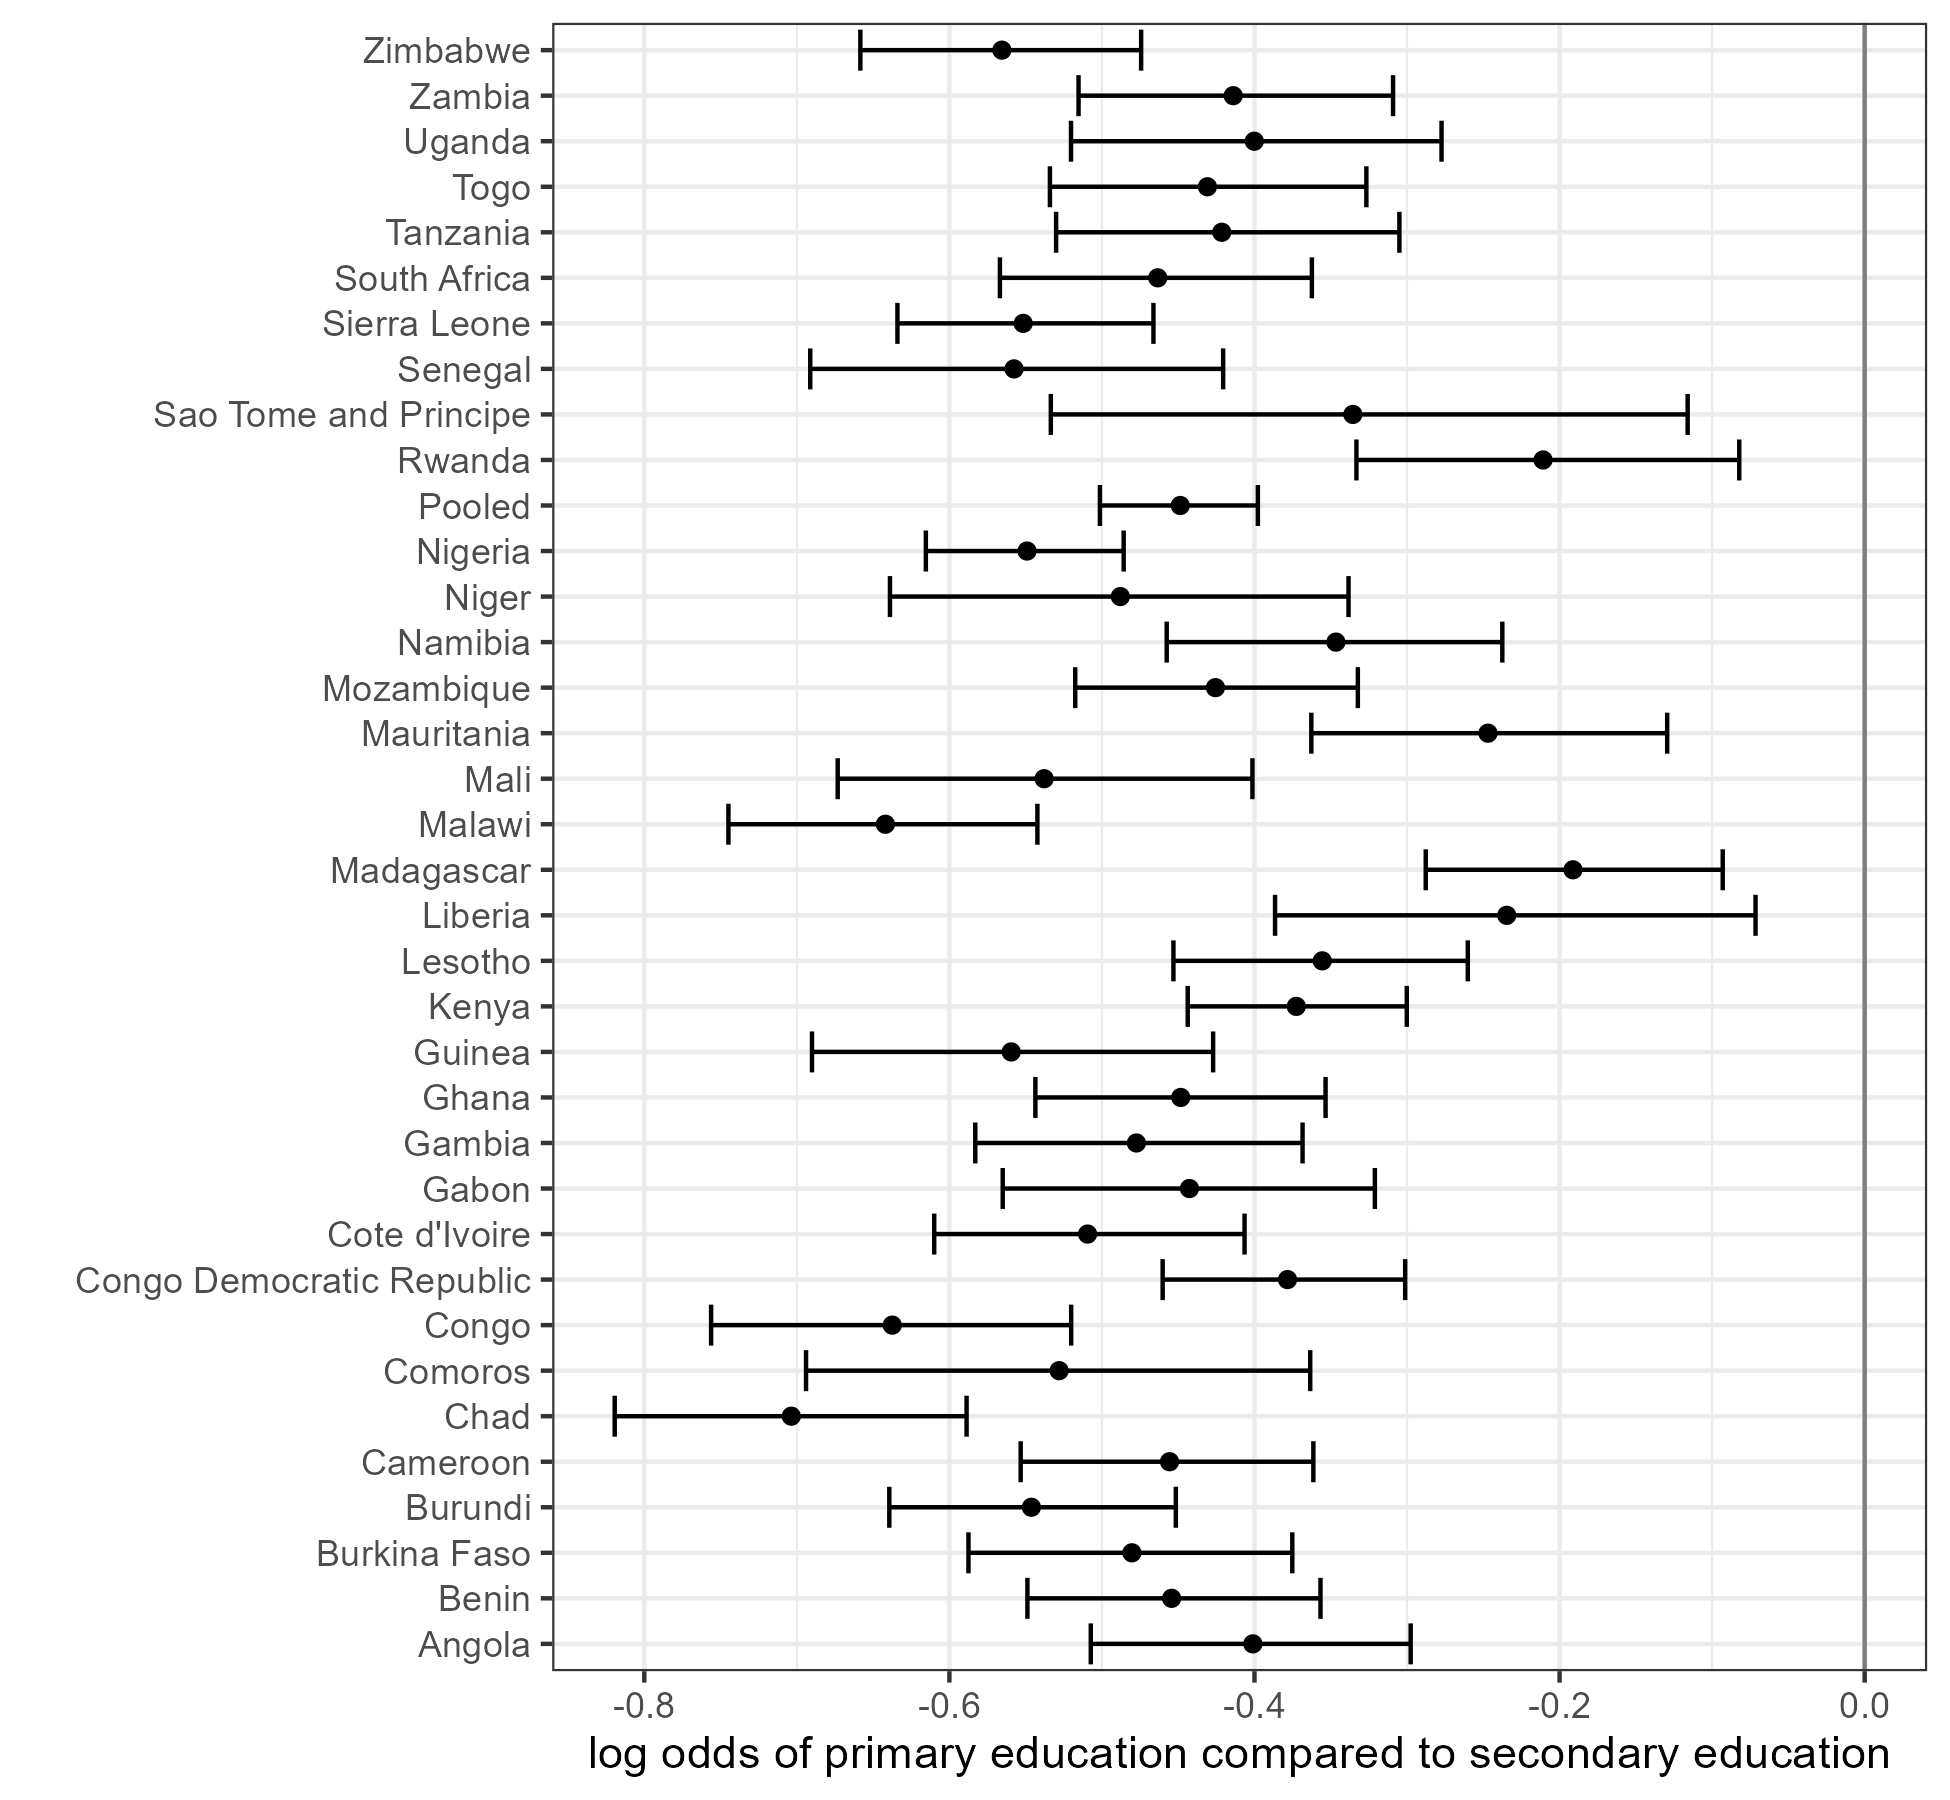 Zimbabwe
Zambia
Uganda
Togo
Tanzania
South Africa
Sierra Leone
Senegal
Sao Tome and Principe
Rwanda
Pooled
Nigeria
Niger
Namibia
Mozambique
Mauritania
Mali
Malawi
Madagascar
Liberia
Lesotho
Kenya
Guinea
Ghana
Gambia
Gabon
Cote d'Ivoire
Congo Democratic Republic
Congo
Comoros
Chad
Cameroon
Burundi
Burkina Faso
Benin
Angola
-0.8 -0.6 -0.4 -0.2 0.0
log odds of primary education compared to secondary education